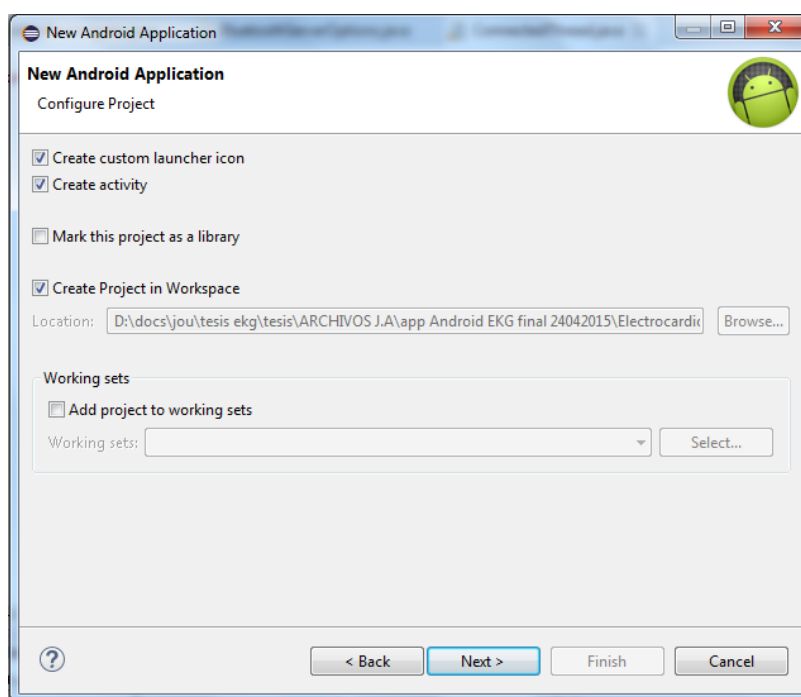 New Android Application
New Android Application
Configure Project
Create custom launcher icon
Create activity
Mark this project as a library
Create Project in Workspace
Location: D:\docs\jou\tesis ekg\tesis\ARCHIVOS J.A\app Android EKG final 24042015\Electrocardio Browse...
Working sets
Add project to working sets
Working sets: Select...
? < Back Next > Finish Cancel